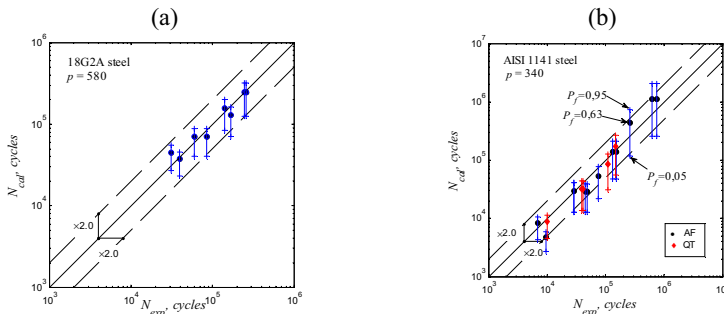 (a)
(b)
10⁶
10⁵
10⁴
10³
18G2A steel
p = 580
×2.0
×2.0
N_cal, cycles
10³ 10⁴ 10⁵ 10⁶
N_exp, cycles
10⁷
10⁶
10⁵
10⁴
10³
AISI 1141 steel
p = 340
P_f=0,95
P_f=0,63
P_f=0,05
×2.0
×2.0
AF
QT
N_cal, cycles
10³ 10⁴ 10⁵ 10⁶ 10⁷
N_exp, cycles